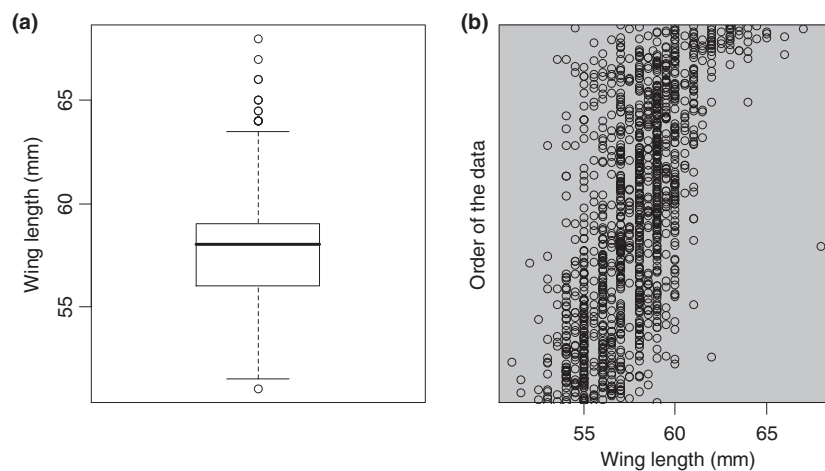 (a)
Wing length (mm)
65
60
55
(b)
Order of the data
55 60 65
Wing length (mm)